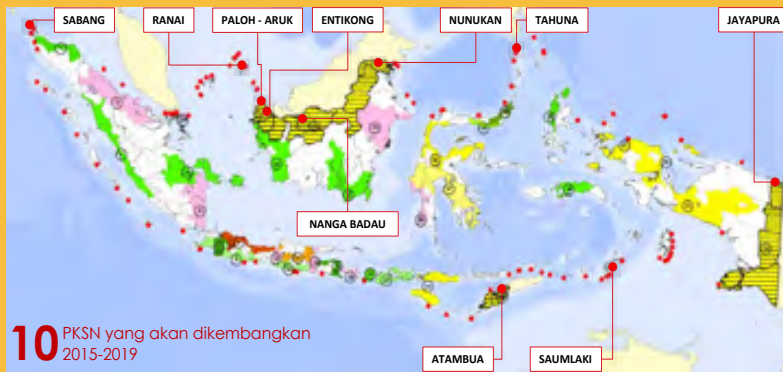 SABANG
RANAI
PALOH - ARUK
ENTIKONG
NUNUKAN
TAHUNA
JAYAPURA
NANGA BADAU
ATAMBUA
SAUMLAKI
10 PKSN yang akan dikembangkan
2015-2019